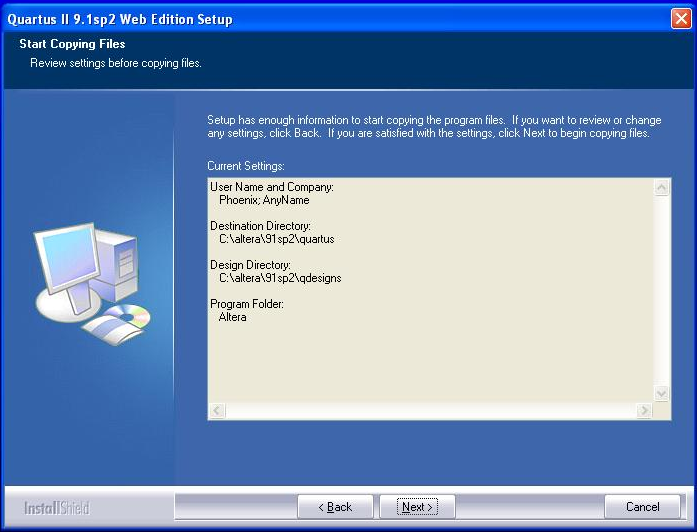 Quartus II 9.1sp2 Web Edition Setup
Start Copying Files
Review settings before copying files.
Setup has enough information to start copying the program files.  If you want to review or change
any settings, click Back.  If you are satisfied with the settings, click Next to begin copying files.
Current Settings:
User Name and Company:
Phoenix; AnyName
Destination Directory:
C:\altera\91sp2\quartus
Design Directory:
C:\altera\91sp2\qdesigns
Program Folder:
Altera
InstallShield
< Back
Next >
Cancel